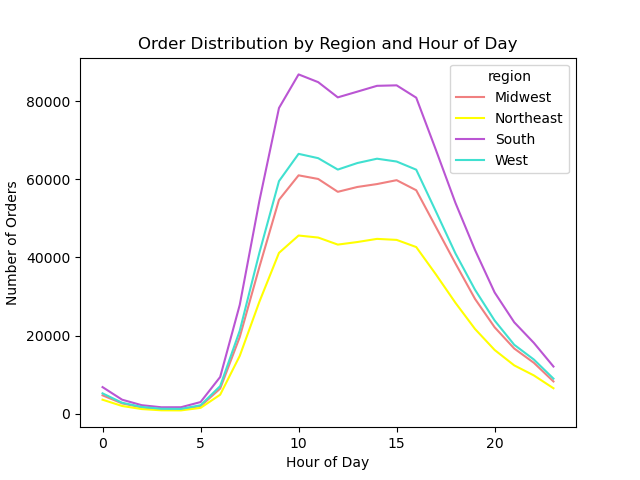 Order Distribution by Region and Hour of Day
region
Midwest
Northeast
South
West
80000
60000
40000
20000
0
Number of Orders
0 5 10 15 20
Hour of Day